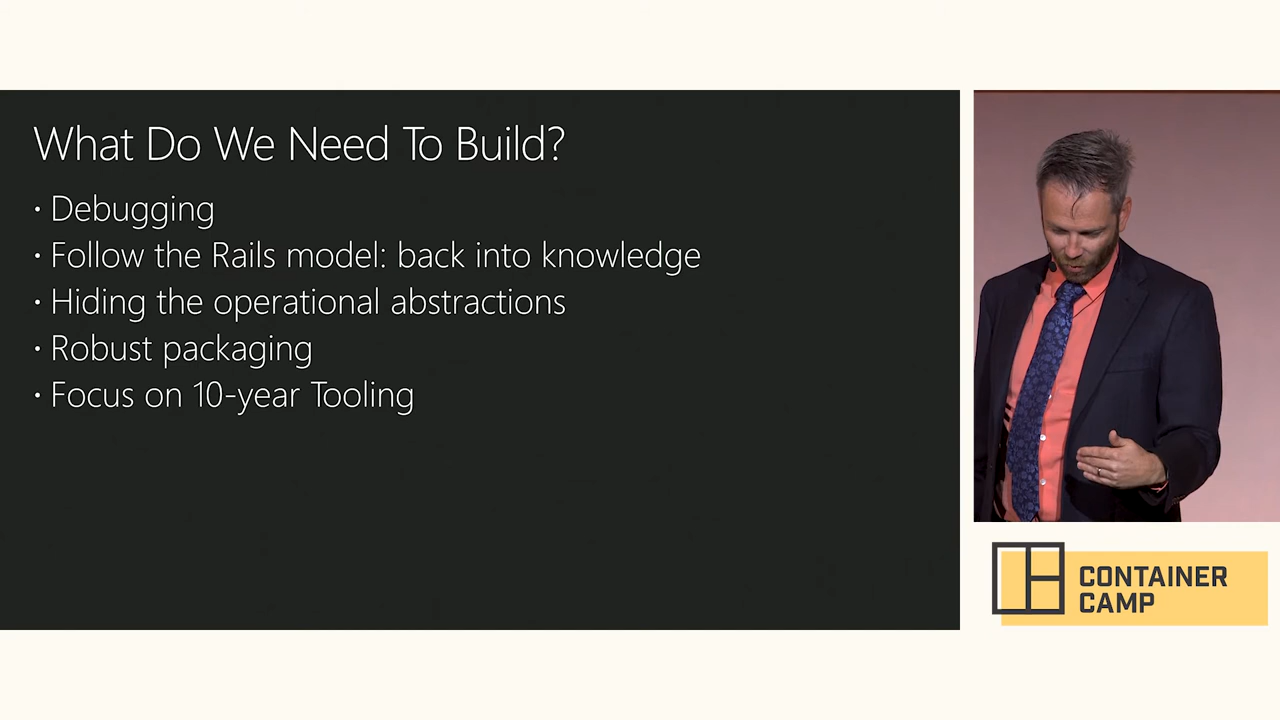 What Do We Need To Build?
• Debugging
• Follow the Rails model: back into knowledge
• Hiding the operational abstractions
• Robust packaging
• Focus on 10-year Tooling
CONTAINER
CAMP